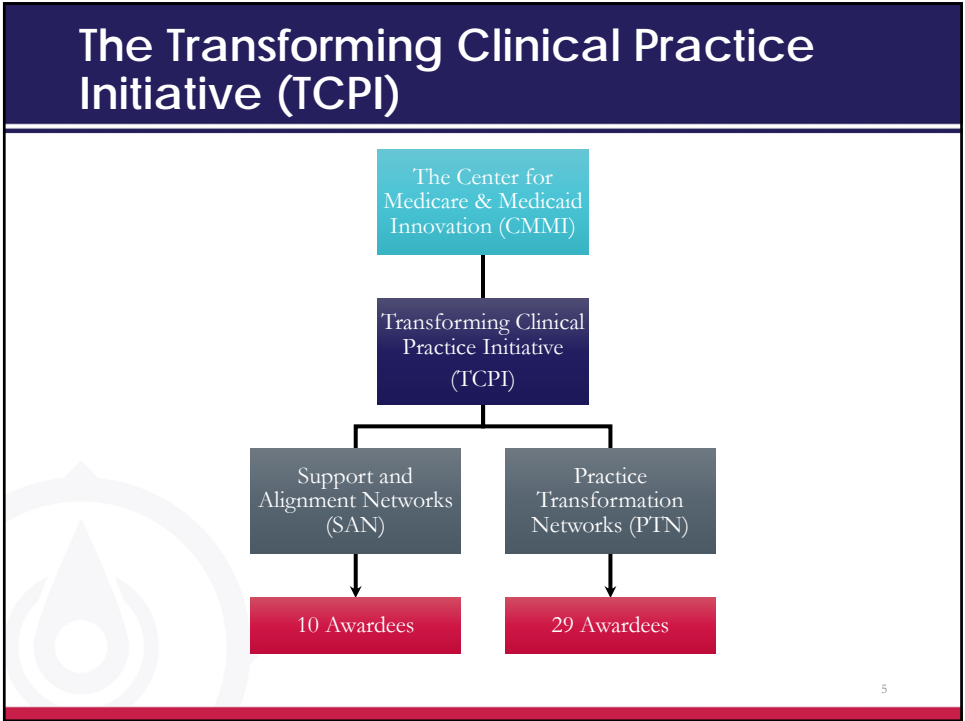 The Transforming Clinical Practice
Initiative (TCPI)
The Center for
Medicare & Medicaid
Innovation (CMMI)
Transforming Clinical
Practice Initiative
(TCPI)
Support and
Alignment Networks
(SAN)
Practice
Transformation
Networks (PTN)
10 Awardees
29 Awardees
5